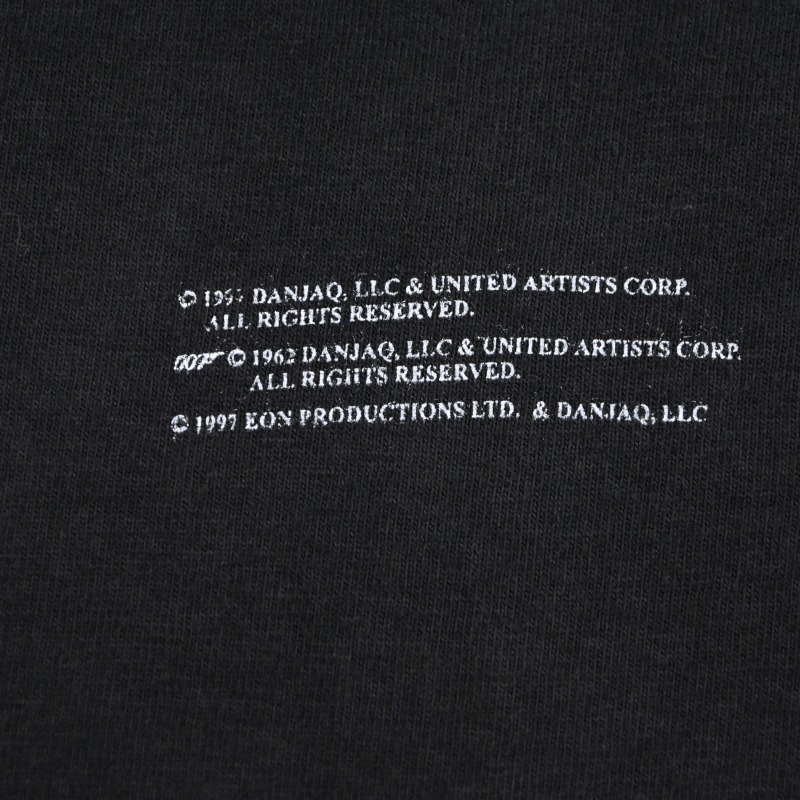 © DANJAQ, LLC & UNITED ARTISTS CORP.
ALL RIGHTS RESERVED.
007 © 1962 DANJAQ, LLC & UNITED ARTISTS CORP.
ALL RIGHTS RESERVED.
© 1997 EON PRODUCTIONS LTD. & DANJAQ, LLC